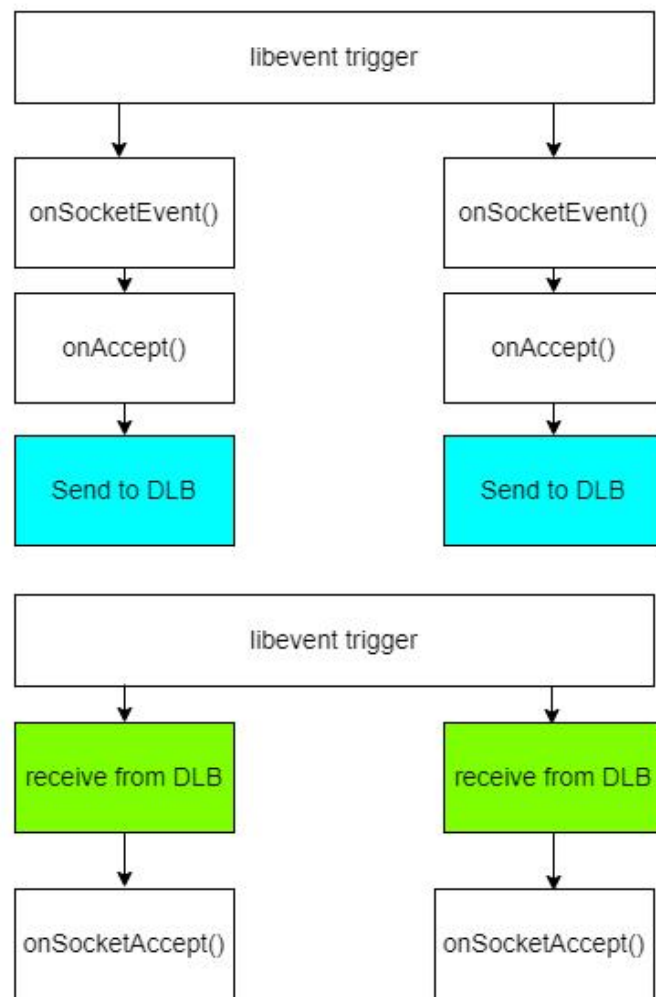 libevent trigger
onSocketEvent() onSocketEvent()
onAccept() onAccept()
Send to DLB Send to DLB
libevent trigger
receive from DLB receive from DLB
onSocketAccept() onSocketAccept()